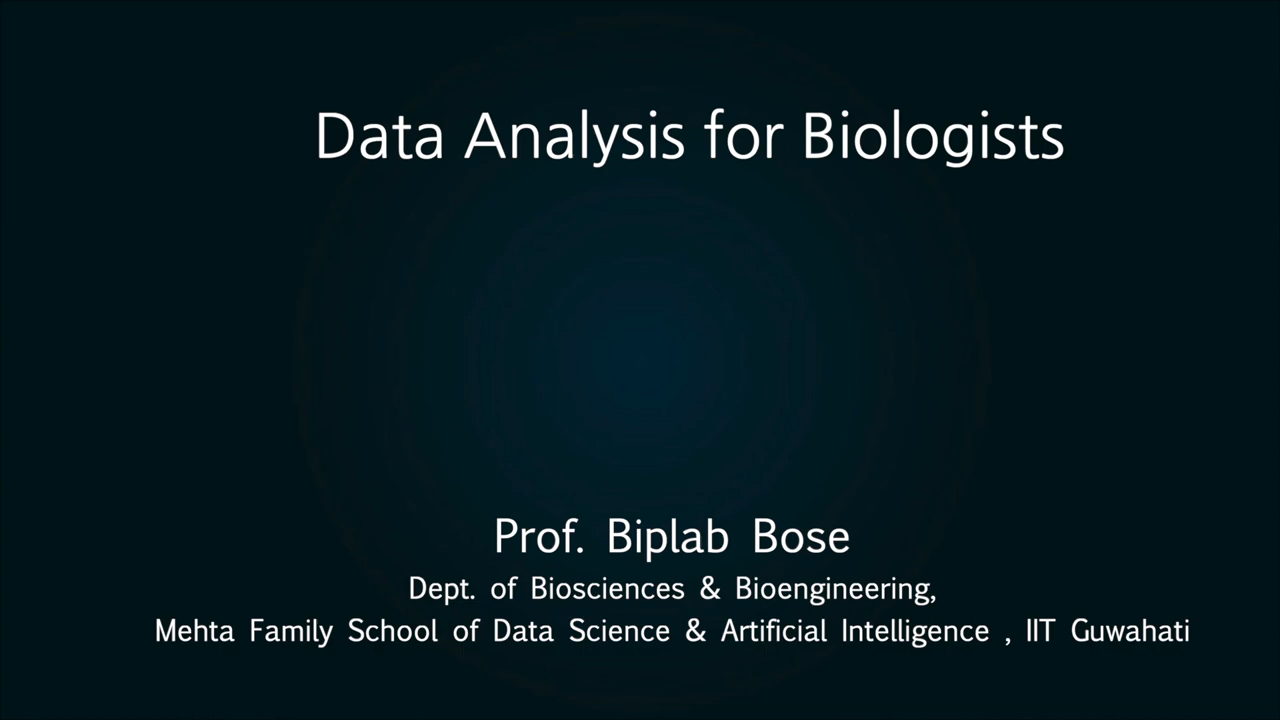 Data Analysis for Biologists
Prof. Biplab Bose
Dept. of Biosciences & Bioengineering,
Mehta Family School of Data Science & Artificial Intelligence , IIT Guwahati